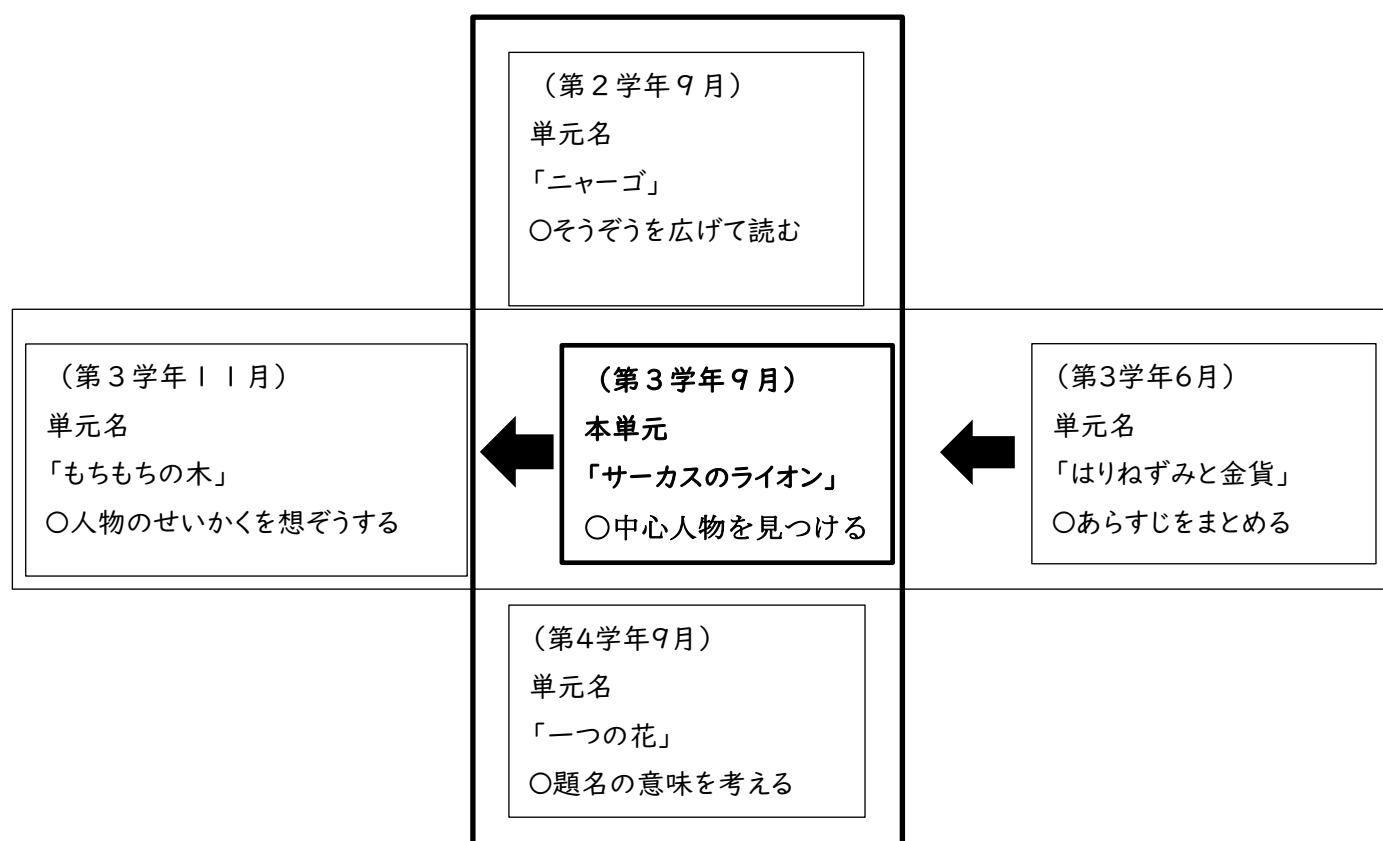 （第２学年９月）
単元名
「ニャーゴ」
〇そうぞうを広げて読む
（第３学年１１月）
単元名
「もちもちの木」
〇人物のせいかくを想ぞうする
（第３学年９月）
本単元
「サーカスのライオン」
〇中心人物を見つける
（第3学年6月）
単元名
「はりねずみと金貨」
〇あらすじをまとめる
（第4学年9月）
単元名
「一つの花」
〇題名の意味を考える